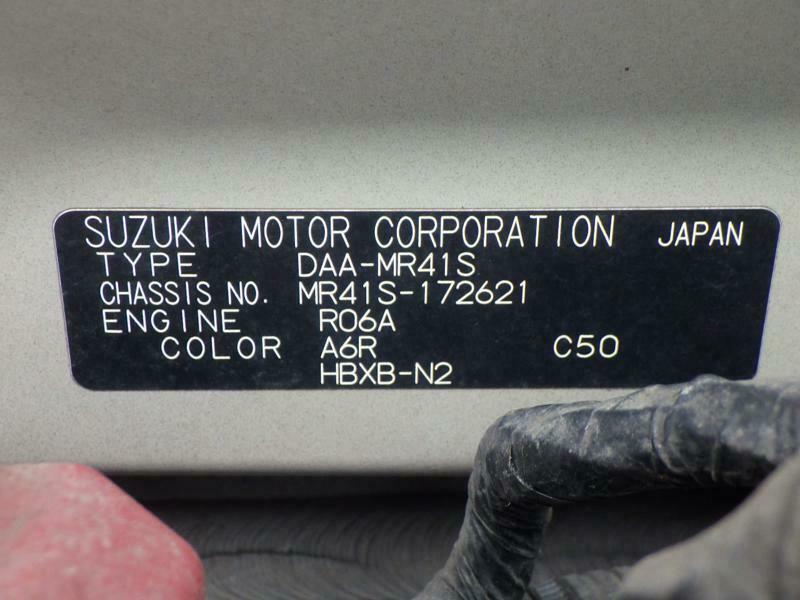 SUZUKI MOTOR CORPORATION JAPAN
TYPE DAA-MR41S
CHASSIS NO. MR41S-172621
ENGINE R06A
COLOR A6R C50
HBXB-N2